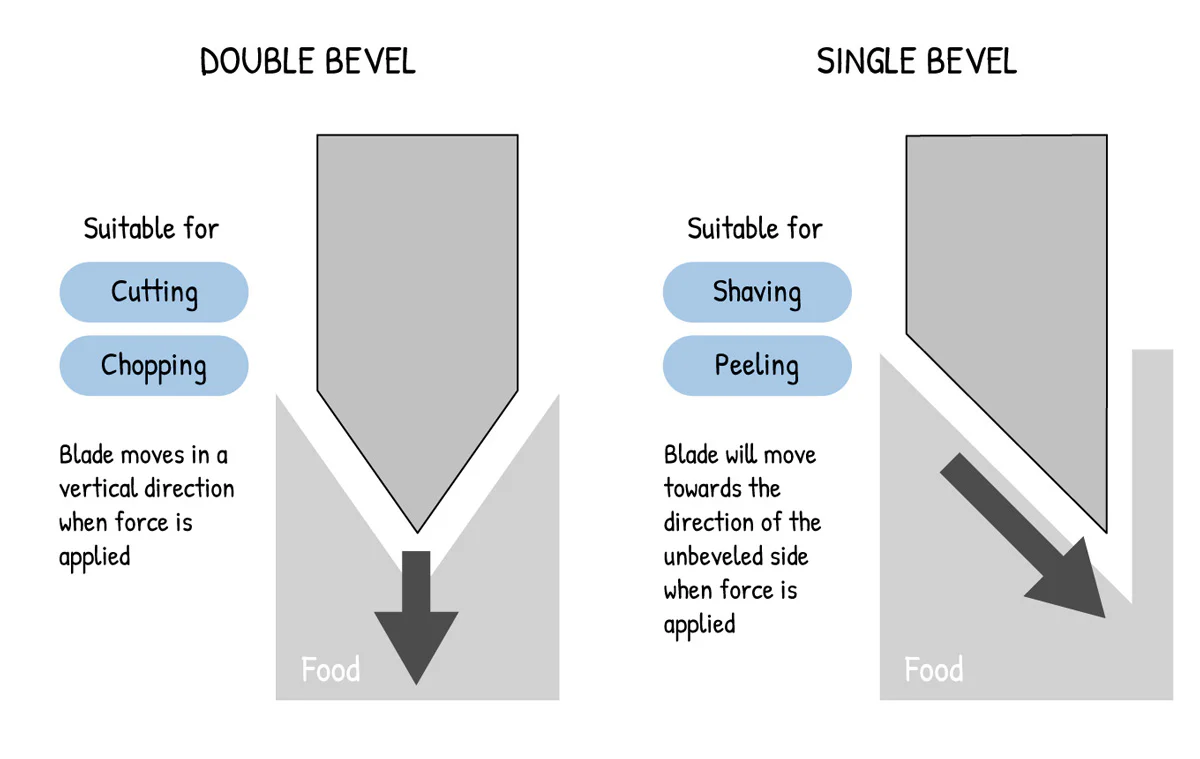 DOUBLE BEVEL
Suitable for
Cutting
Chopping
Blade moves in a
vertical direction
when force is
applied
Food
SINGLE BEVEL
Suitable for
Shaving
Peeling
Blade will move
towards the
direction of the
unbeveled side
when force is
applied
Food